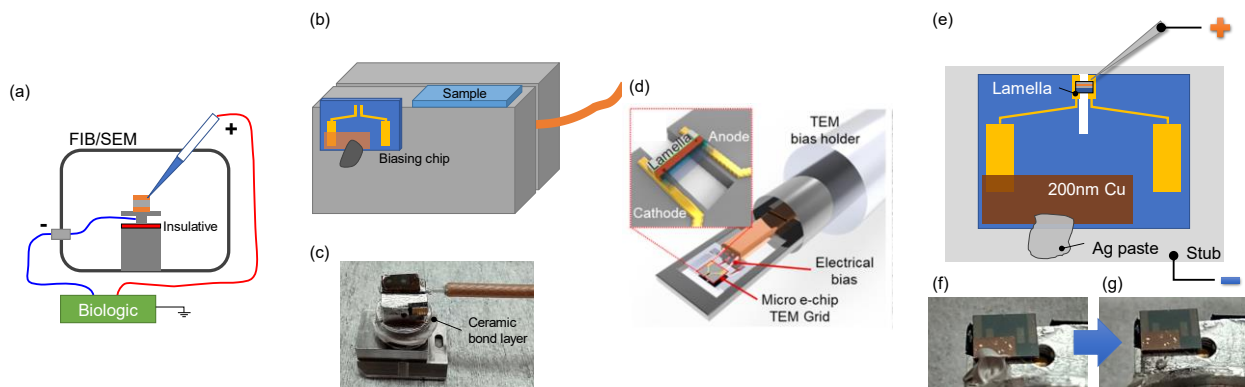 (a)
FIB/SEM
+
-
Insulative
Biologic
(b)
Sample
Biasing chip
(c)
Ceramic
bond layer
(d)
TEM
bias holder
Anode
Lamella
Cathode
Electrical
bias
Micro e-chip
TEM Grid
(e)
Lamella
200nm Cu
Ag paste
Stub
(f)
(g)